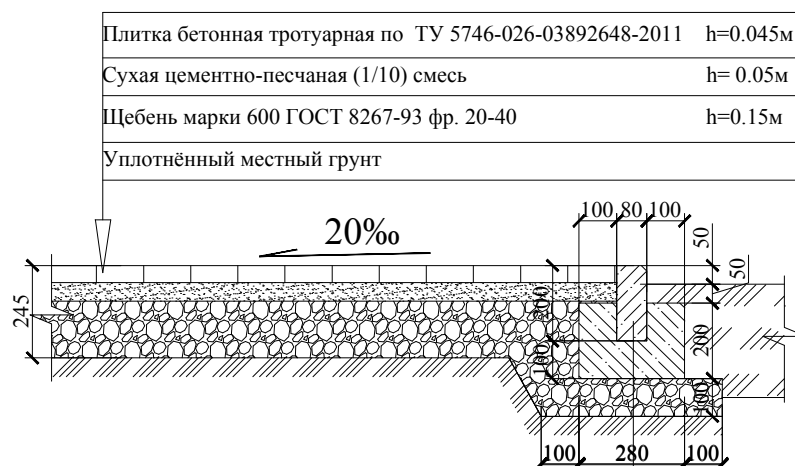 Плитка бетонная тротуарная по ТУ 5746-026-03892648-2011 h=0.045м
Сухая цементно-песчаная (1/10) смесь h= 0.05м
Щебень марки 600 ГОСТ 8267-93 фр. 20-40 h=0.15м
Уплотнённый местный грунт
100 80 100
20‰
50
50
245
200
200
100
100
100 280 100